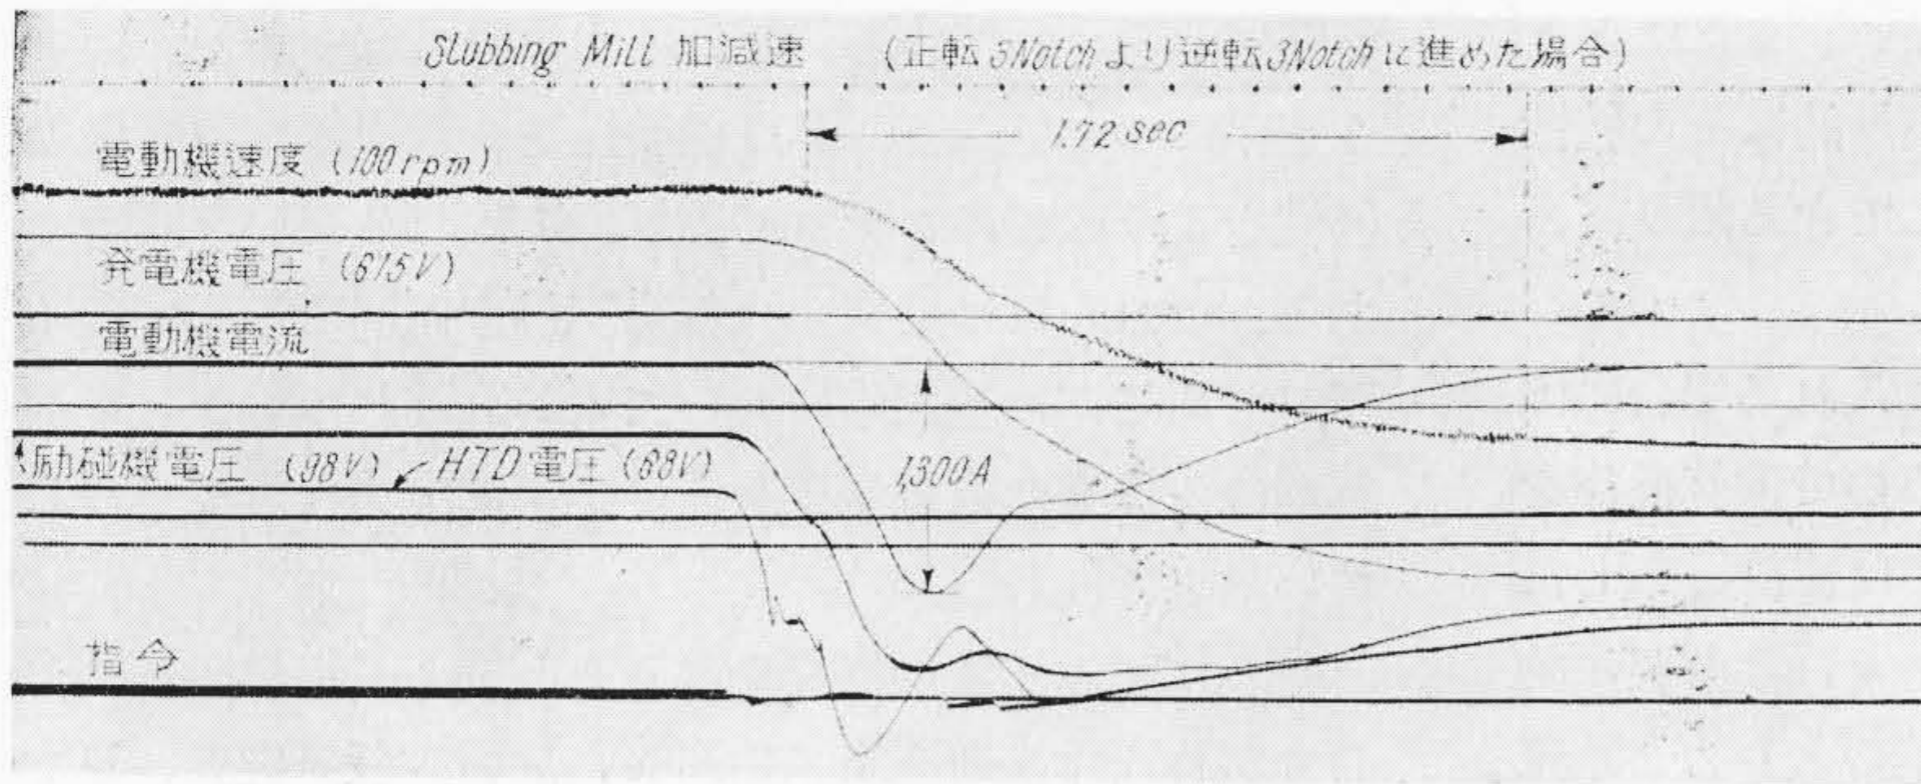 Slubbing Mill 加減速 (正転3Notchより逆転3Notchに進めた場合)
1.72 sec
電動機速度 (100rpm)
発電機電圧 (615V)
電動機電流
励磁機電圧 (98V) HTD電圧 (68V)
1,300A
指令